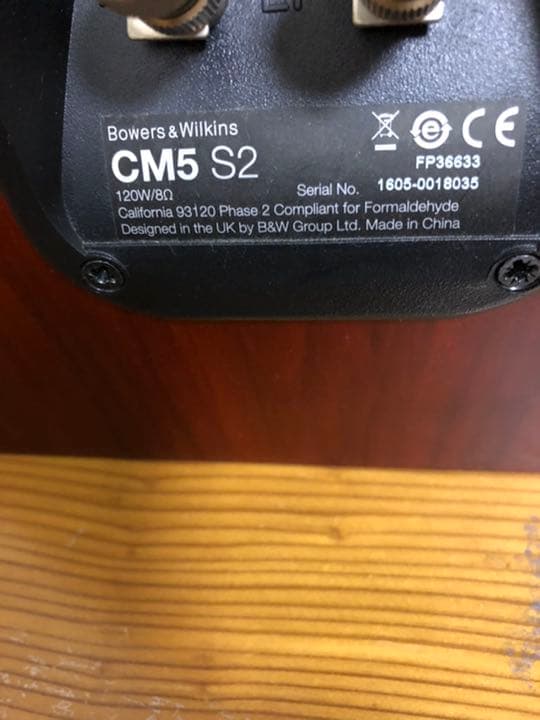 Bowers & Wilkins
CM5 S2
FP36633
120W/8Ω
Serial No. 1605-0018035
California 93120 Phase 2 Compliant for Formaldehyde
Designed in the UK by B&W Group Ltd. Made in China